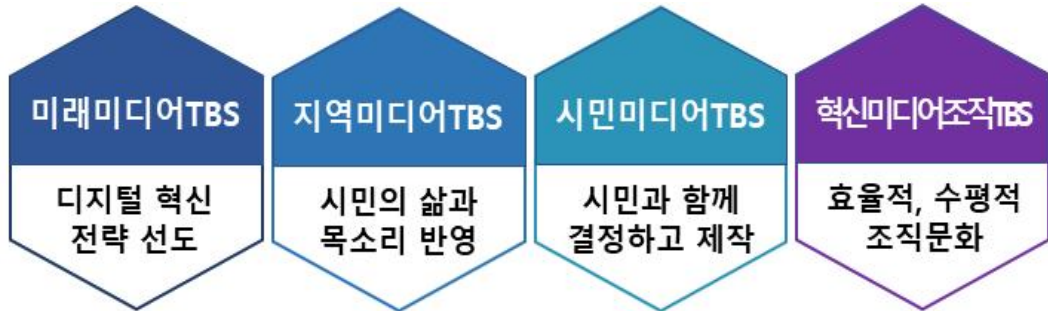 미래미디어TBS
디지털 혁신
전략 선도
지역미디어TBS
시민의 삶과
목소리 반영
시민미디어TBS
시민과 함께
결정하고 제작
혁신미디어조직TBS
효율적, 수평적
조직문화